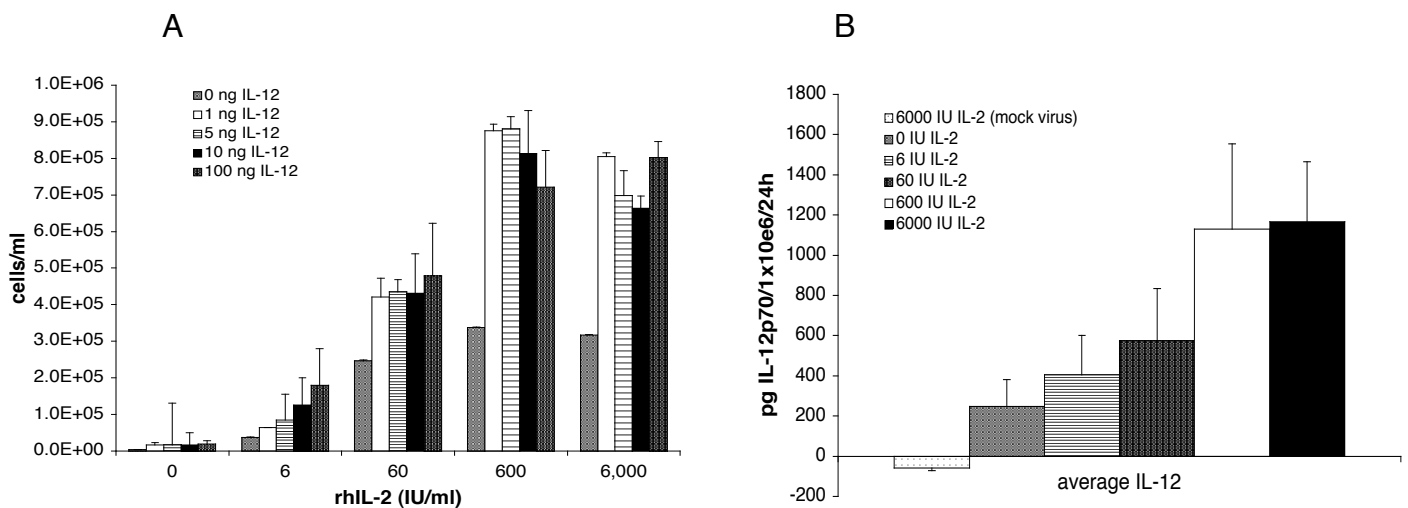 A
1.0E+06
9.0E+05
8.0E+05
7.0E+05
6.0E+05
5.0E+05
4.0E+05
3.0E+05
2.0E+05
1.0E+05
0.0E+00
cells/ml
0 ng IL-12
1 ng IL-12
5 ng IL-12
10 ng IL-12
100 ng IL-12
0
6
60
600
6,000
rhIL-2 (IU/ml)
B
1800
1600
1400
1200
1000
800
600
400
200
0
-200
pg IL-12p70/1x10e6/24h
6000 IU IL-2 (mock virus)
0 IU IL-2
6 IU IL-2
60 IU IL-2
600 IU IL-2
6000 IU IL-2
average IL-12